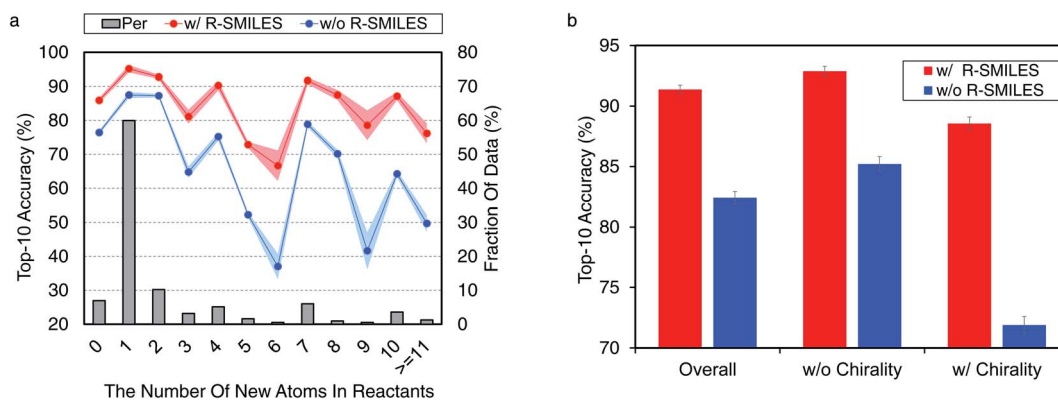 a
Per w/ R-SMILES w/o R-SMILES
Top-10 Accuracy (%)
100
90
80
70
60
50
40
30
20
Fraction Of Data (%)
80
70
60
50
40
30
20
10
0
0 1 2 3 4 5 6 7 8 9 10 >=11
The Number Of New Atoms In Reactants
b
Top-10 Accuracy (%)
95
90
85
80
75
70
w/ R-SMILES
w/o R-SMILES
Overall w/o Chirality w/ Chirality